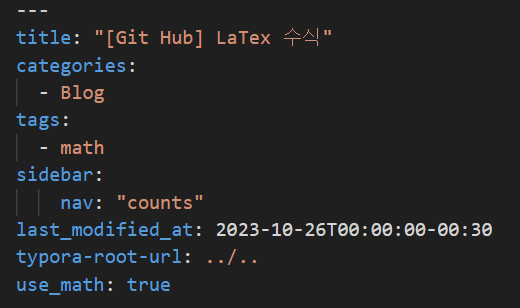 ---
title: "[Git Hub] LaTex 수식"
categories:
  - Blog
tags:
  - math
sidebar:
    nav: "counts"
last_modified_at: 2023-10-26T00:00:00-00:30
typora-root-url: ../..
use_math: true